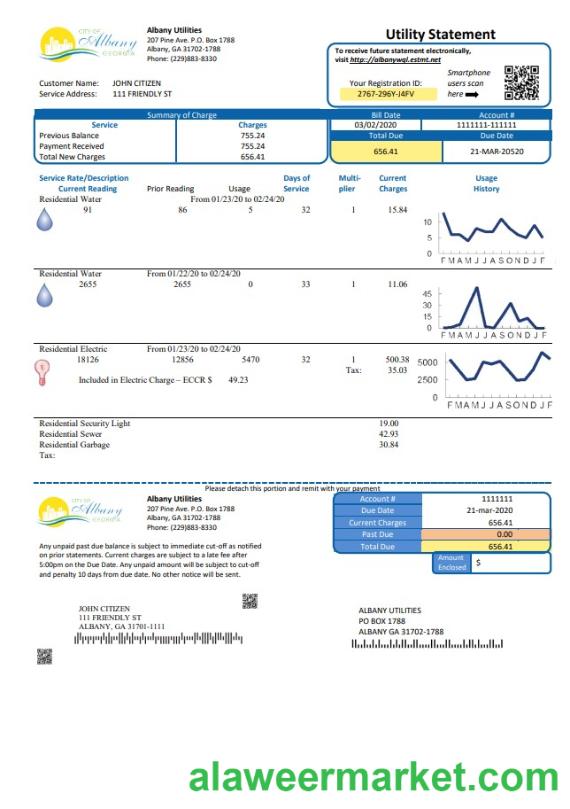 CITY OF
Albany
GEORGIA
Albany Utilities
207 Pine Ave. P.O. Box 1788
Albany, GA 31702-1788
Phone: (229)883-8330
Utility Statement
To receive future statement electronically,
visit http://albanywql.estmt.net
Your Registration ID:
2767-296Y-J4FV
Smartphone
users scan
here
Customer Name: JOHN CITIZEN
Service Address: 111 FRIENDLY ST
Summary of Charge
Service Charges
Previous Balance 755.24
Payment Received 755.24
Total New Charges 656.41
Bill Date Account #
03/02/2020 1111111-111111
Total Due Due Date
656.41 21-MAR-20520
Service Rate/Description Days of Multi- Current Usage
Current Reading Prior Reading Usage Service plier Charges History
Residential Water From 01/23/20 to 02/24/20
91 86 5 32 1 15.84
10
5
0
F M A M J J A S O N D J F
Residential Water From 01/22/20 to 02/24/20
2655 2655 0 33 1 11.06
45
30
15
0
F M A M J J A S O N D J F
Residential Electric From 01/23/20 to 02/24/20
18126 12856 5470 32 1 500.38
Tax: 35.03
Included in Electric Charge – ECCR $ 49.23
5000
2500
0
F M A M J J A S O N D J F
Residential Security Light 19.00
Residential Sewer 42.93
Residential Garbage 30.84
Tax:
Please detach this portion and remit with your payment
CITY OF
Albany
GEORGIA
Albany Utilities
207 Pine Ave. P.O. Box 1788
Albany, GA 31702-1788
Phone: (229)883-8330
Account # 1111111
Due Date 21-mar-2020
Current Charges 656.41
Past Due 0.00
Total Due 656.41
Amount
Enclosed $
Any unpaid past due balance is subject to immediate cut-off as notified
on prior statements. Current charges are subject to a late fee after
5:00pm on the Due Date. Any unpaid amount will be subject to cut-off
and penalty 10 days from due date. No other notice will be sent.
JOHN CITIZEN
111 FRIENDLY ST
ALBANY, GA 31701-1111
ALBANY UTILITIES
PO BOX 1788
ALBANY GA 31702-1788
alaweermarket.com